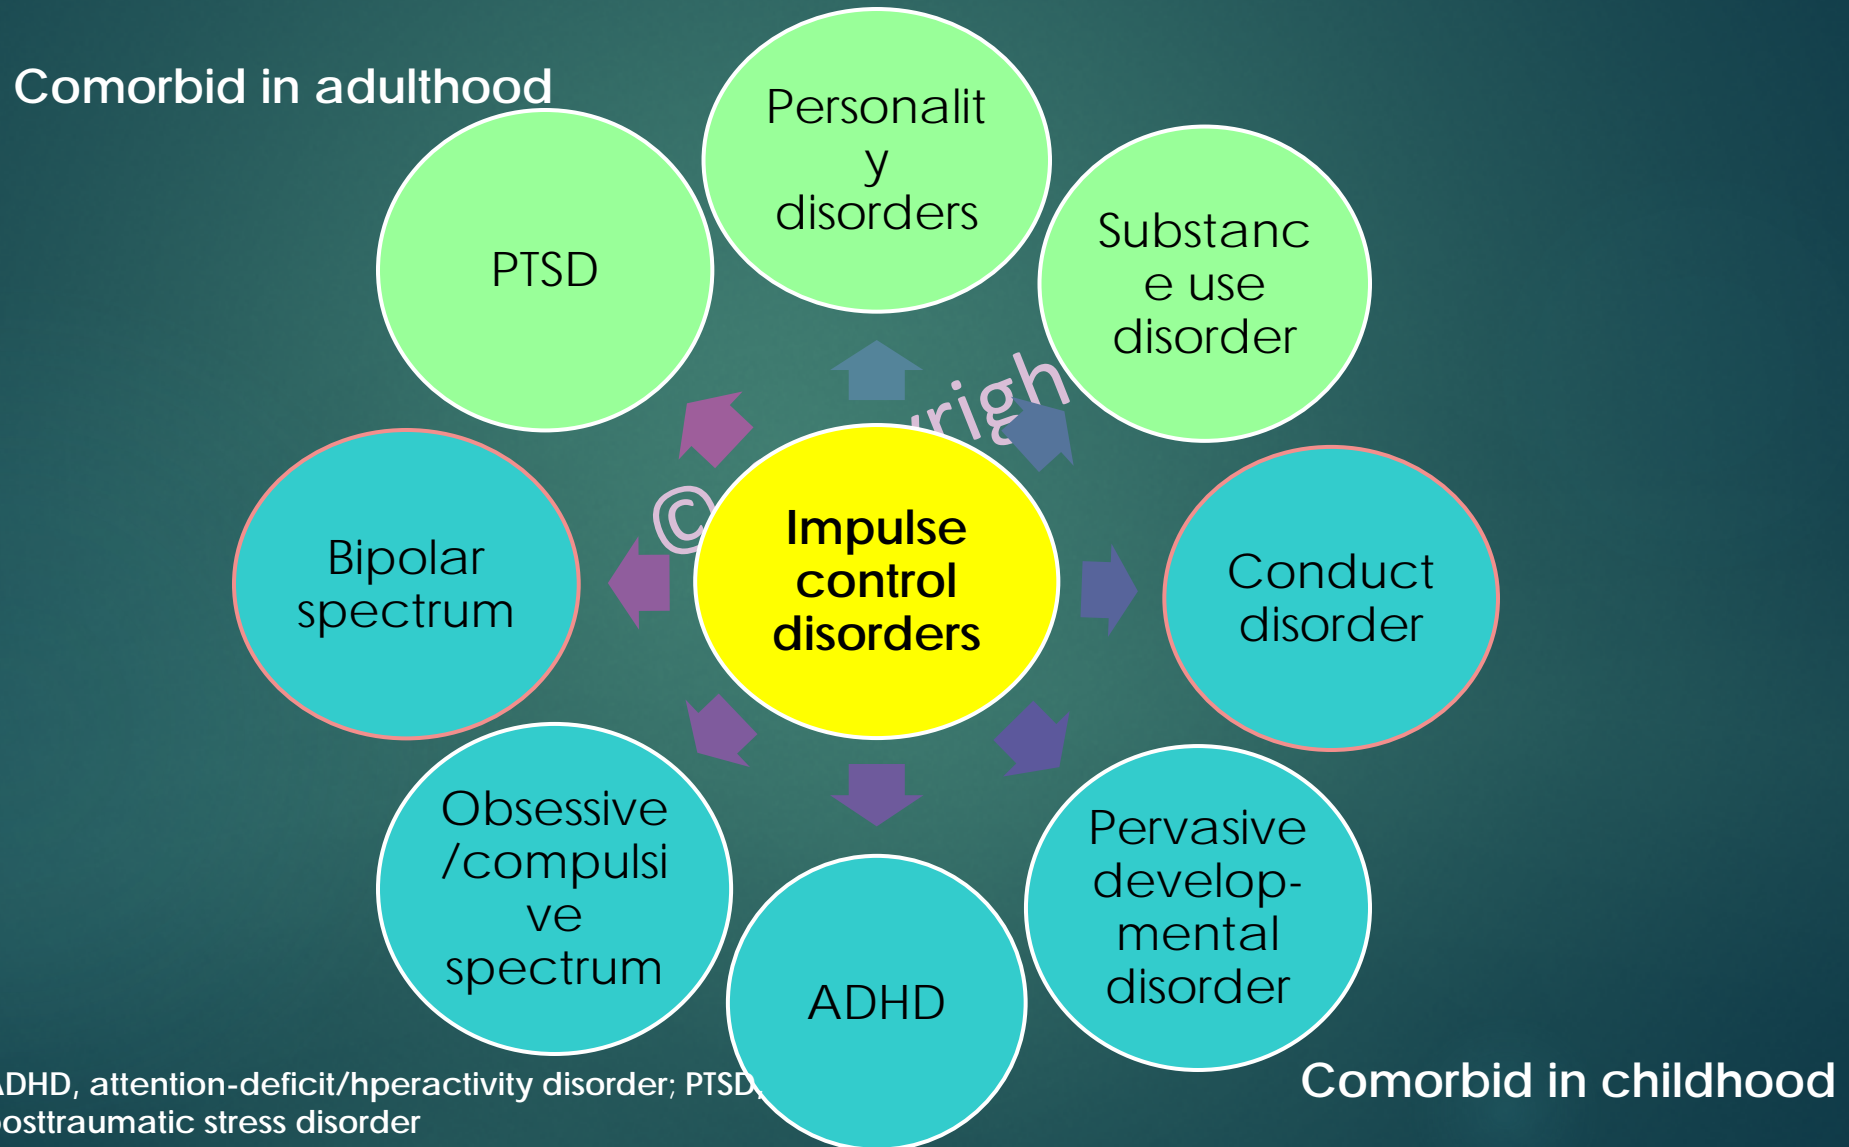 Comorbid in adulthood
Personalit
y
disorders
Substanc
e use
disorder
PTSD
Impulse
control
disorders
Bipolar
spectrum
Conduct
disorder
Obsessive
/compulsi
ve
spectrum
ADHD
Pervasive
develop-
mental
disorder
Comorbid in childhood
ADHD, attention-deficit/hperactivity disorder; PTSD,
posttraumatic stress disorder